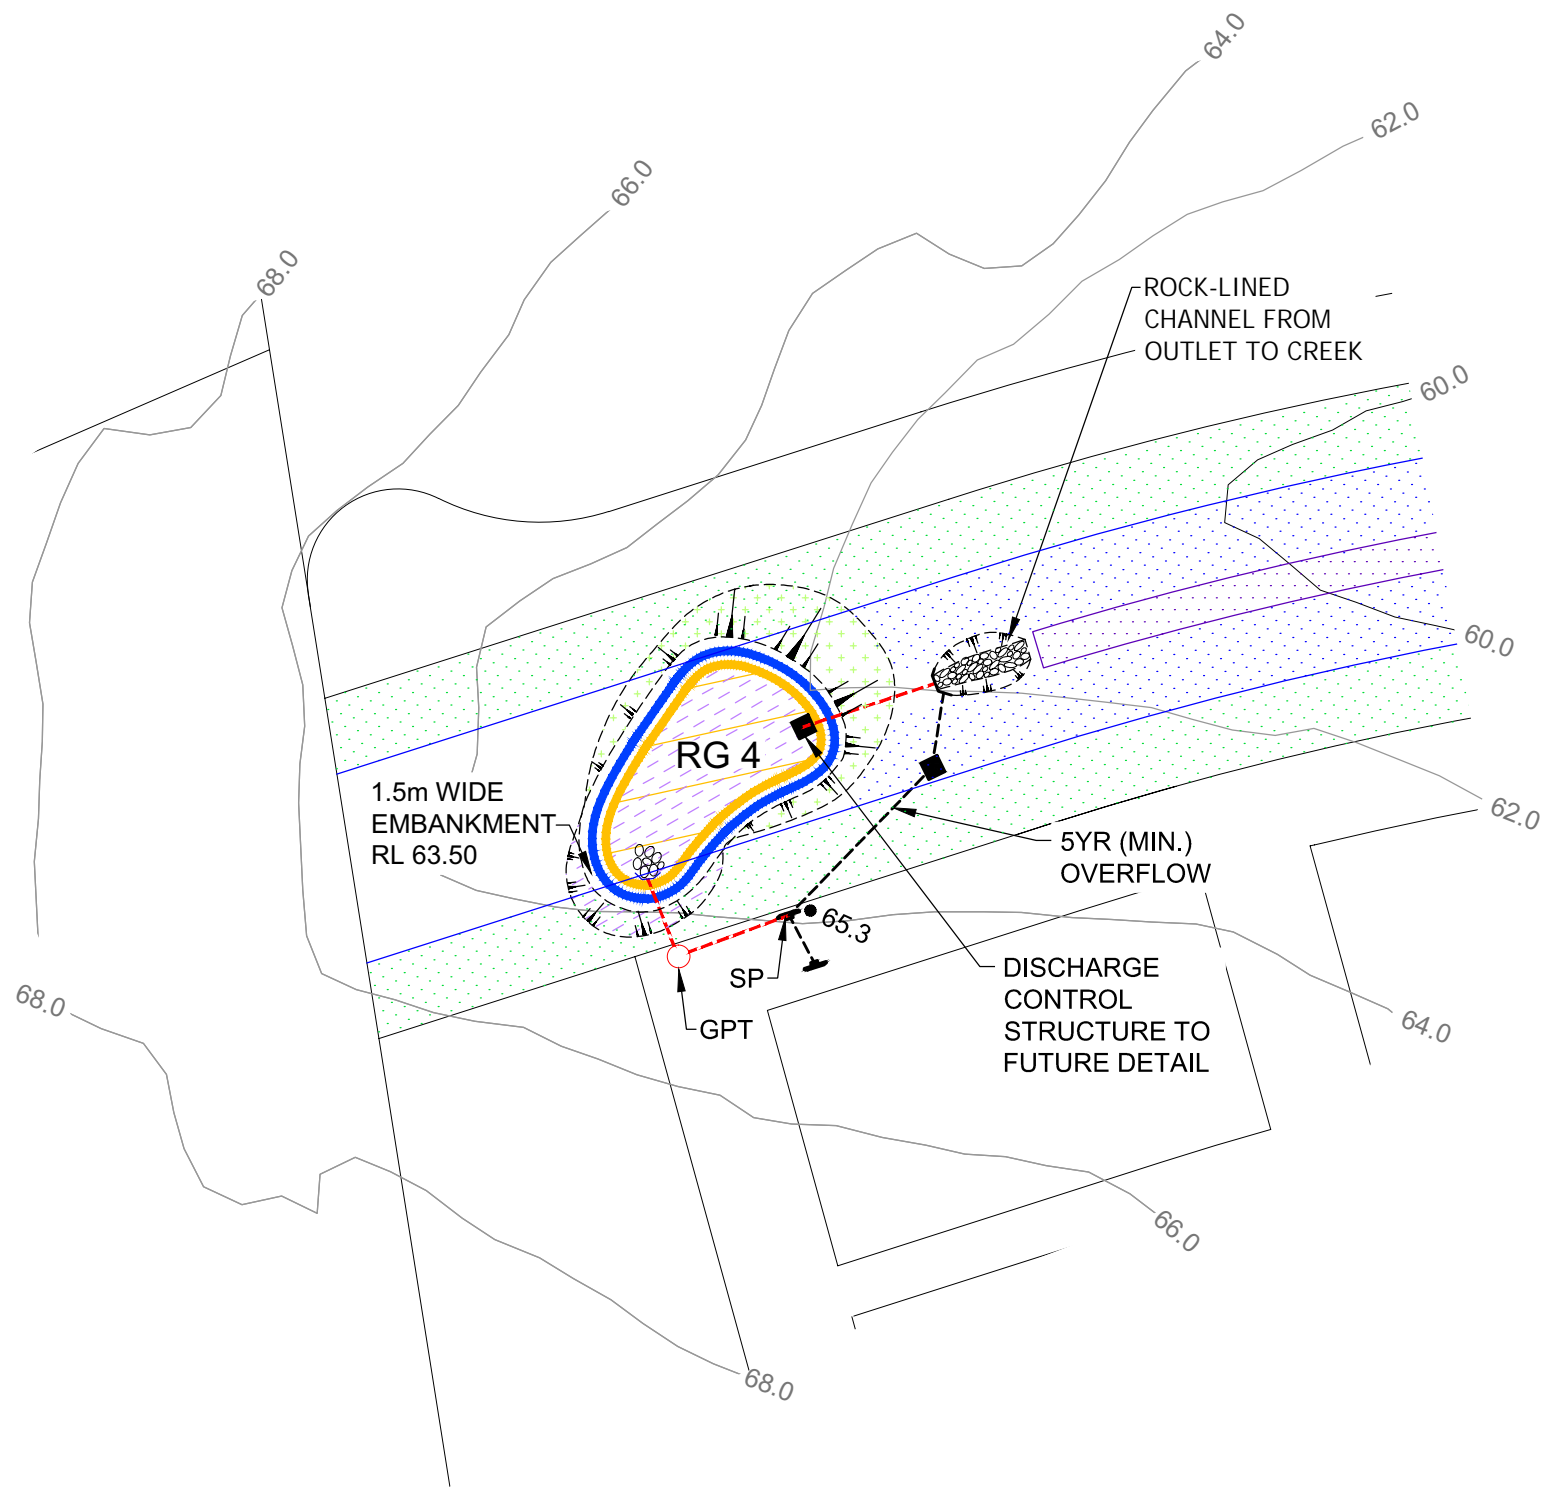 64.0
62.0
66.0
68.0
ROCK-LINED
CHANNEL FROM
OUTLET TO CREEK
60.0
60.0
RG 4
1.5m WIDE
EMBANKMENT
RL 63.50
62.0
5YR (MIN.)
OVERFLOW
65.3
SP
GPT
DISCHARGE
CONTROL
STRUCTURE TO
FUTURE DETAIL
68.0
64.0
66.0
68.0